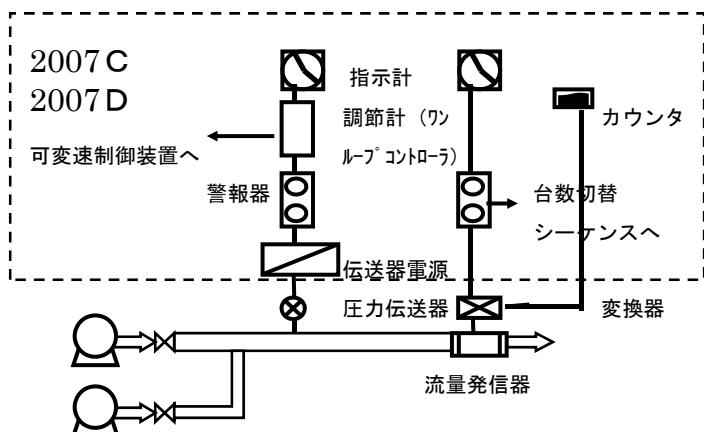 2007C
2007D
指示計
調節計（ワン
ループコントローラ）
カウンタ
可変速制御装置へ
警報器
台数切替
シーケンスへ
伝送器電源
圧力伝送器
変換器
流量発信器